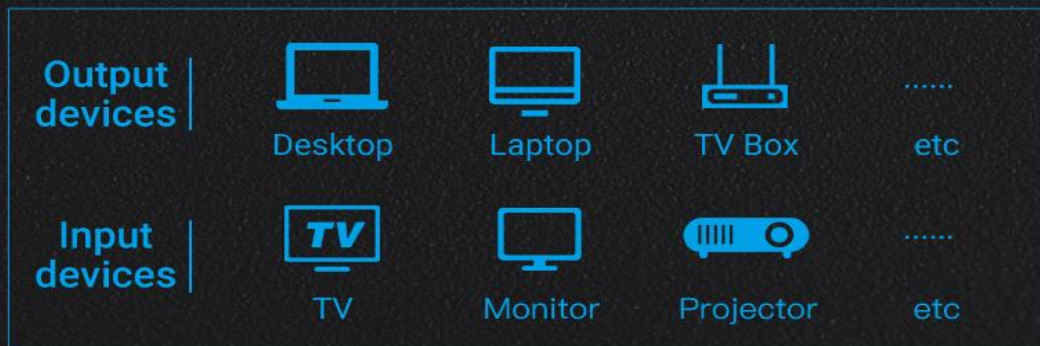 Output
devices
Desktop
Laptop
TV Box
......
etc
Input
devices
TV
TV
Monitor
Projector
......
etc